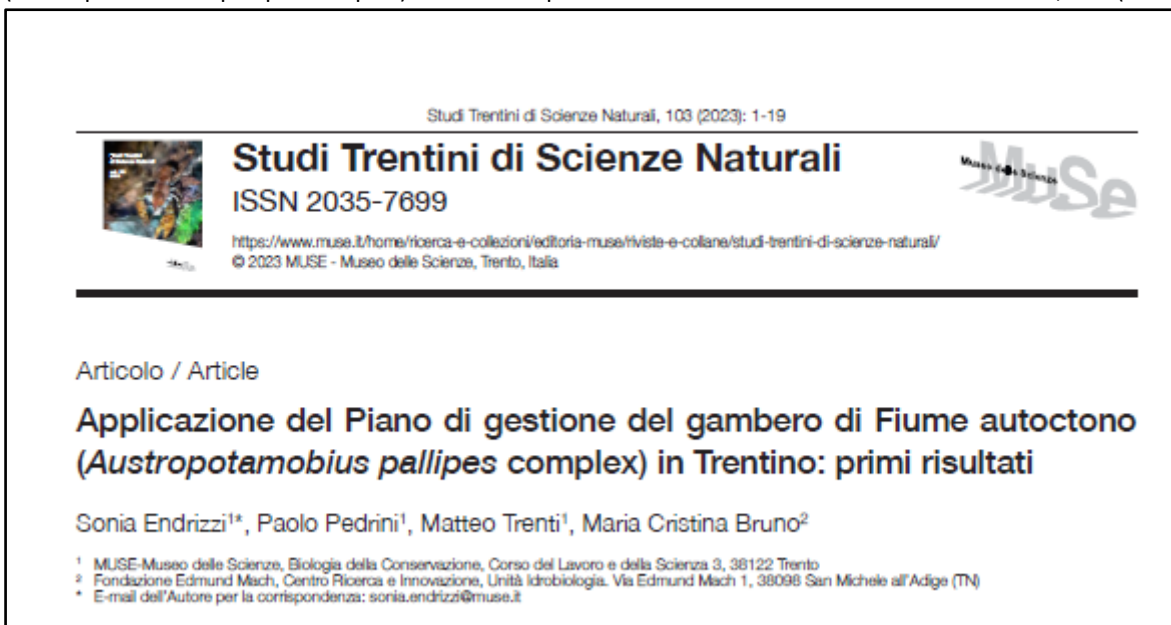 Studi Trentini di Scienze Naturali, 103 (2023): 1-19
Studi Trentini di Scienze Naturali
ISSN 2035-7699
https://www.muse.it/home/ricerca-e-collezioni/editoria-muse/riviste-e-collane/studi-trentini-di-scienze-naturali/
© 2023 MUSE - Museo delle Scienze, Trento, Italia
Museo delle Scienze
MuSe
Articolo / Article
Applicazione del Piano di gestione del gambero di Fiume autoctono
(Austropotamobius pallipes complex) in Trentino: primi risultati
Sonia Endrizzi¹*, Paolo Pedrini¹, Matteo Trenti¹, Maria Cristina Bruno²
¹ MUSE-Museo delle Scienze, Biologia della Conservazione, Corso del Lavoro e della Scienza 3, 38122 Trento
² Fondazione Edmund Mach, Centro Ricerca e Innovazione, Unità Idrobiologia. Via Edmund Mach 1, 38098 San Michele all'Adige (TN)
* E-mail dell'Autore per la corrispondenza: sonia.endrizzi@muse.it